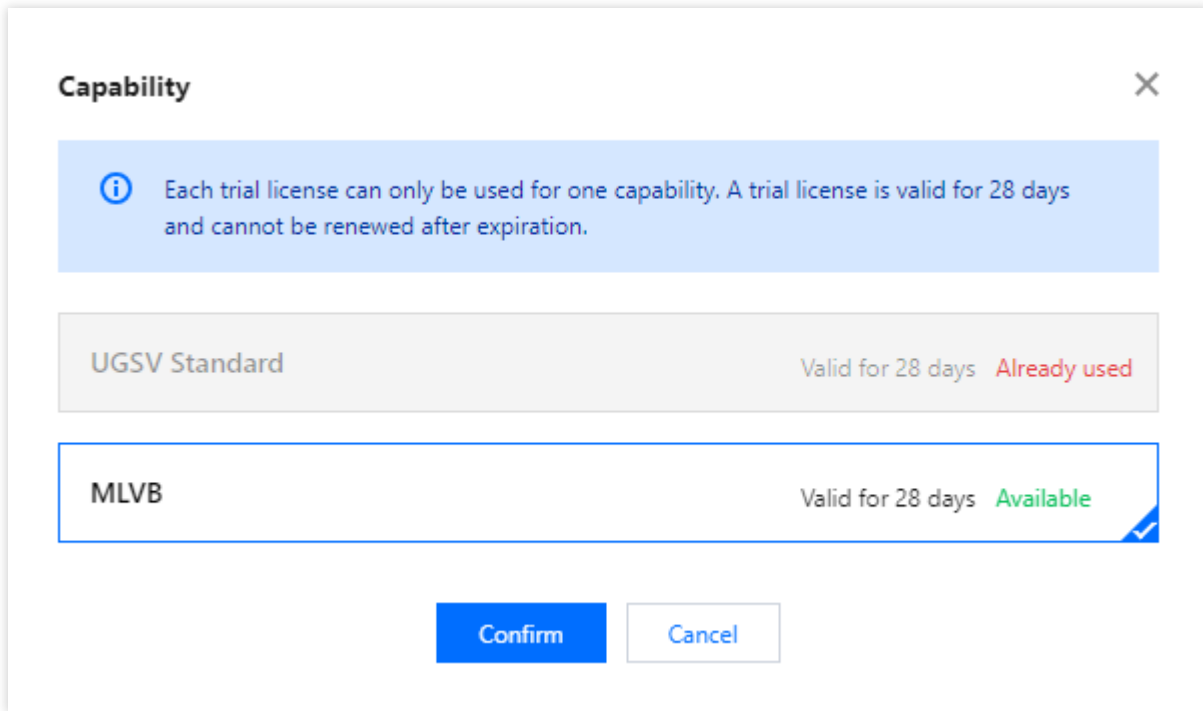 Capability
Each trial license can only be used for one capability. A trial license is valid for 28 days
and cannot be renewed after expiration.
UGSV Standard Valid for 28 days Already used
MLVB Valid for 28 days Available
Confirm Cancel